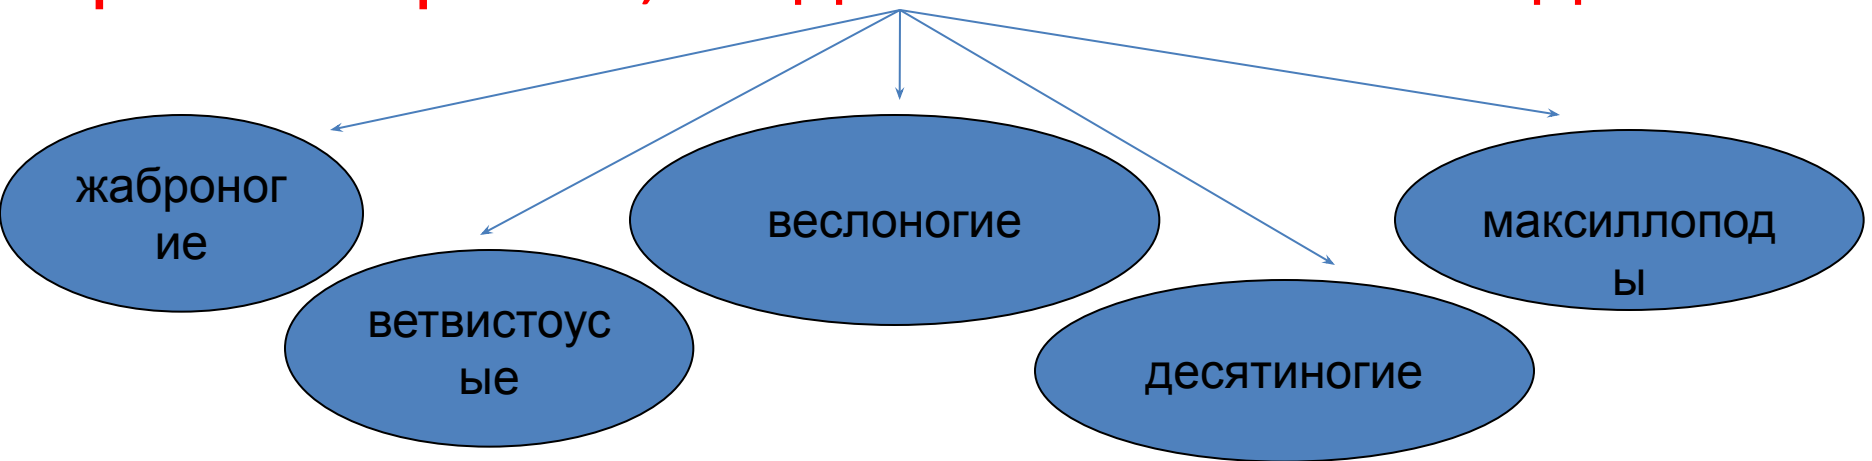 жаброног
ие
ветвистоус
ые
веслоногие
десятиногие
максиллопод
ы